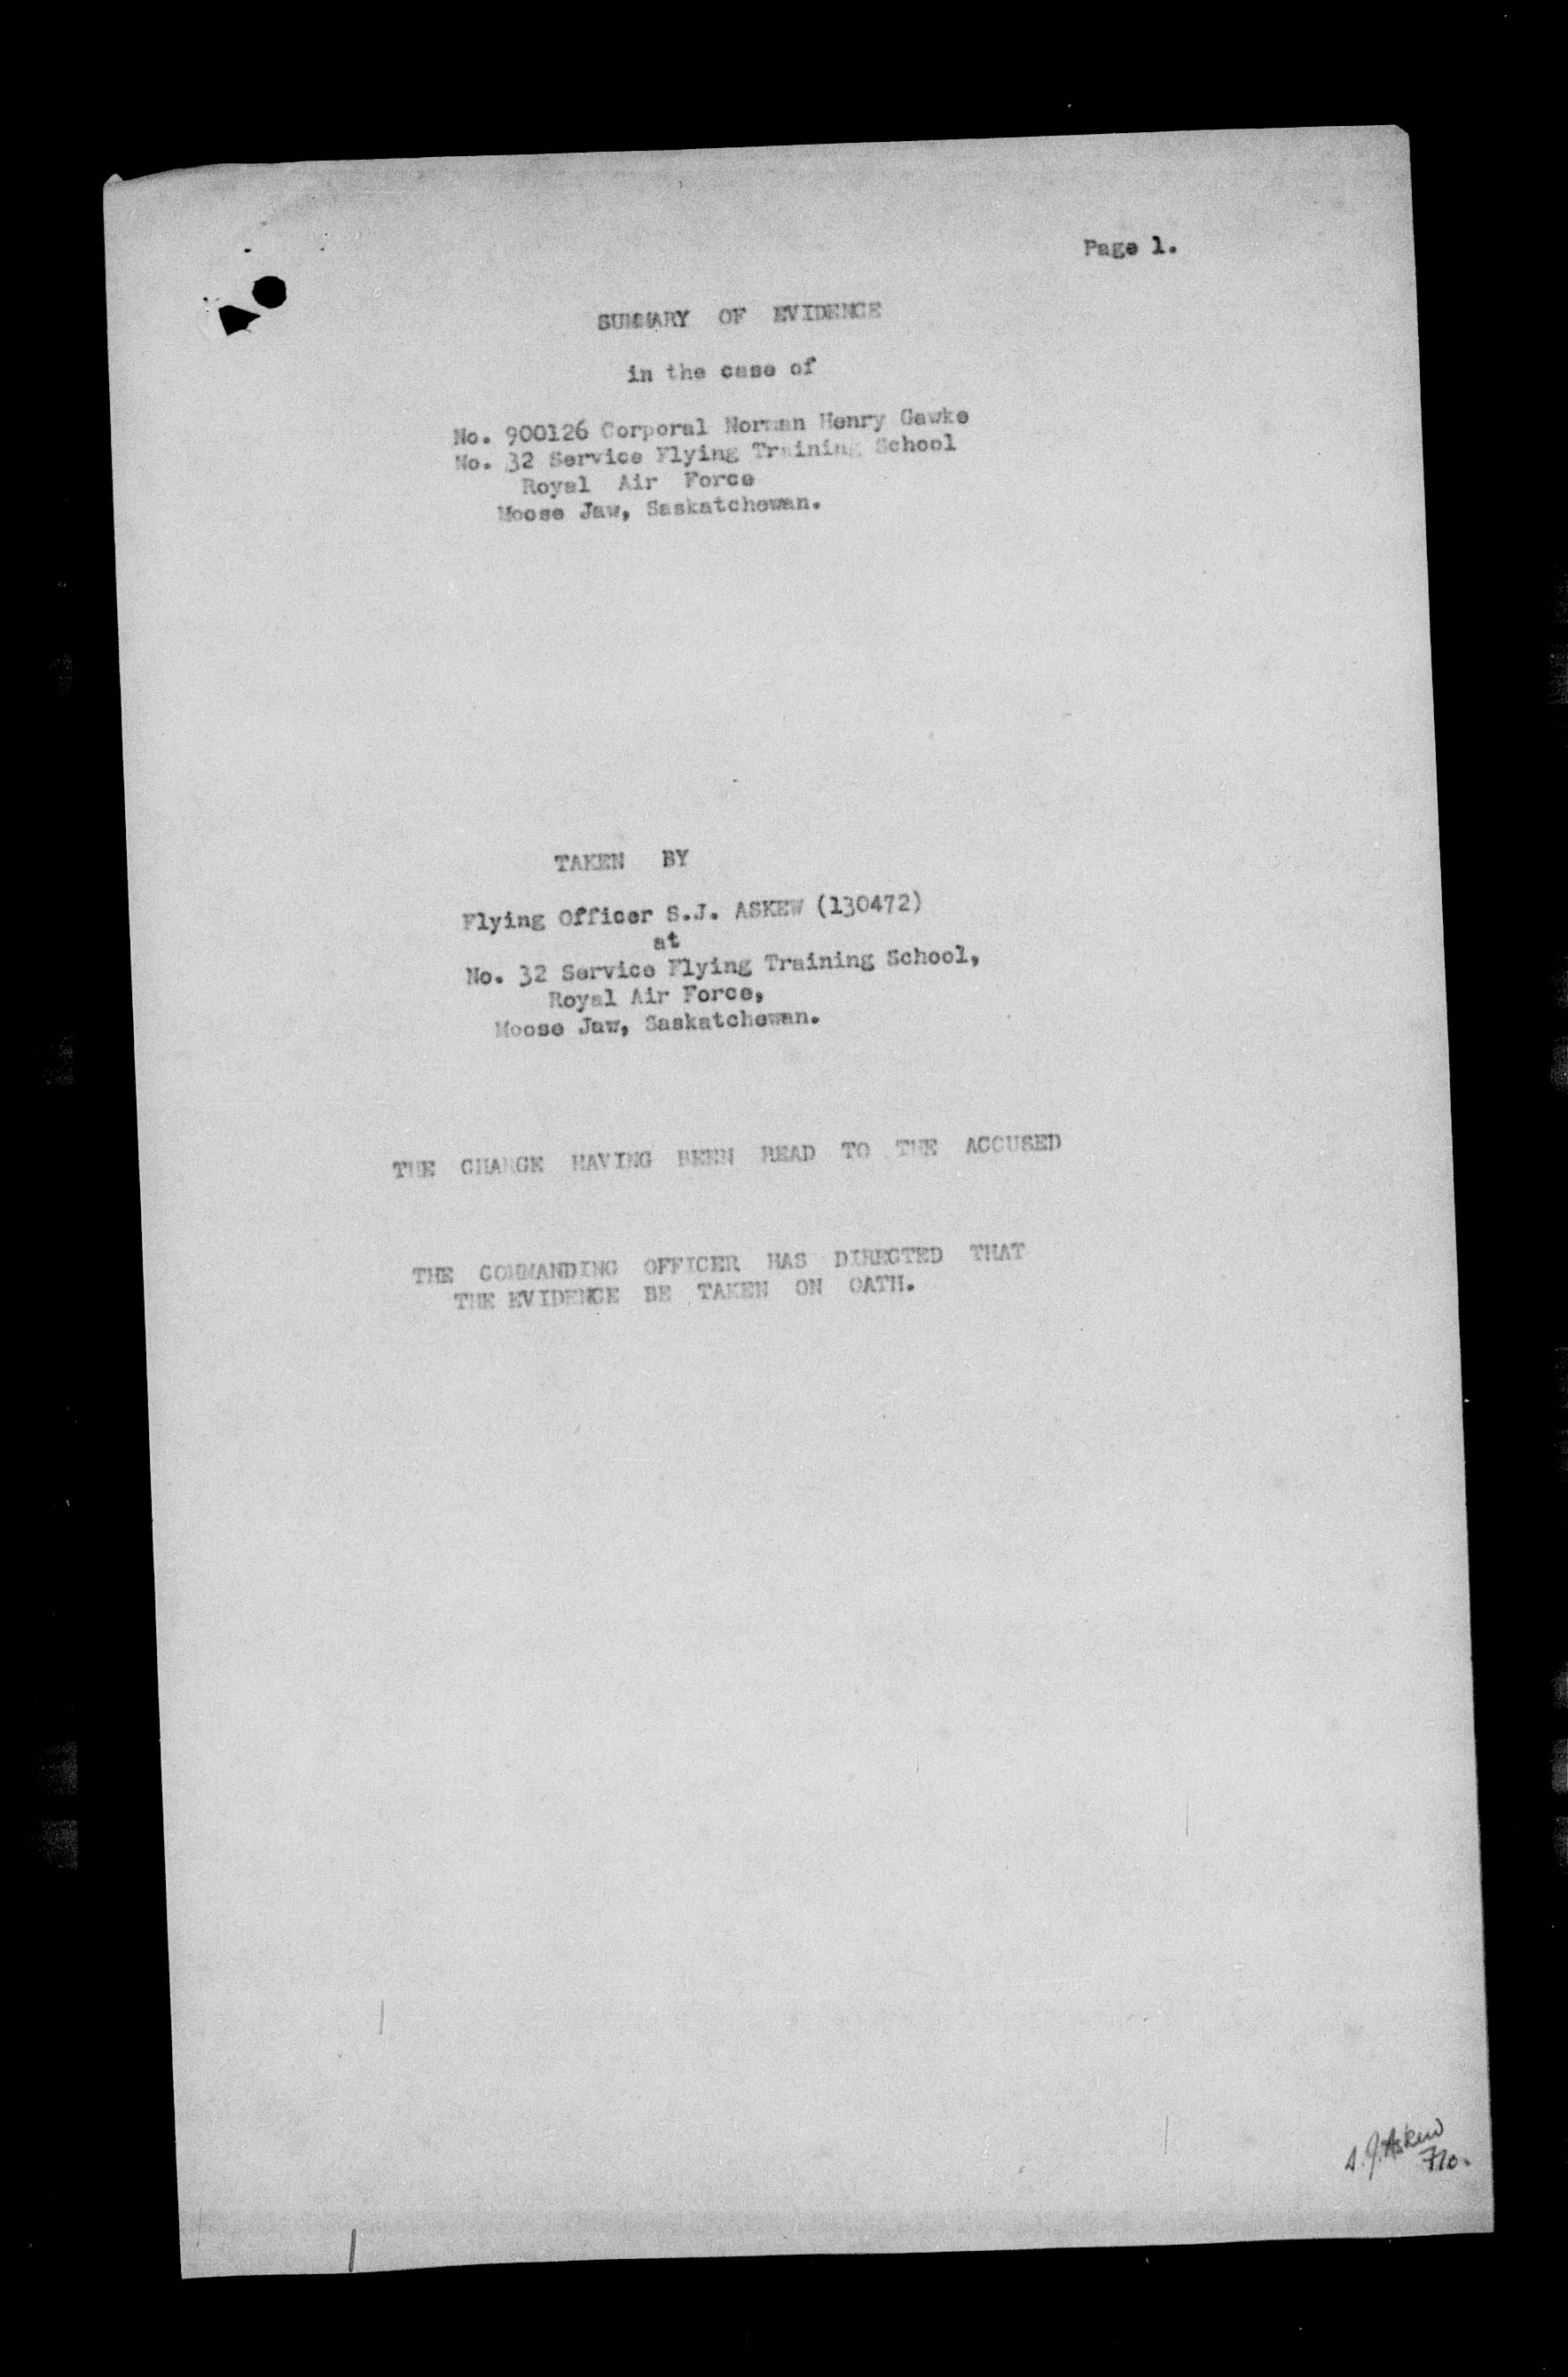 Page 1.
SUMMARY OF EVIDENCE
in the case of
No. 900126 Corporal Norman Henry Gawke
No. 32 Service Flying Training School
Royal Air Force
Moose Jaw, Saskatchewan.
TAKEN BY
Flying Officer S.J. ASKEW (130472)
at
No. 32 Service Flying Training School,
Royal Air Force,
Moose Jaw, Saskatchewan.
THE CHARGE HAVING BEEN READ TO THE ACCUSED
THE COMMANDING OFFICER HAS DIRECTED THAT
THE EVIDENCE BE TAKEN ON OATH.
S.J. Askew
F/O.